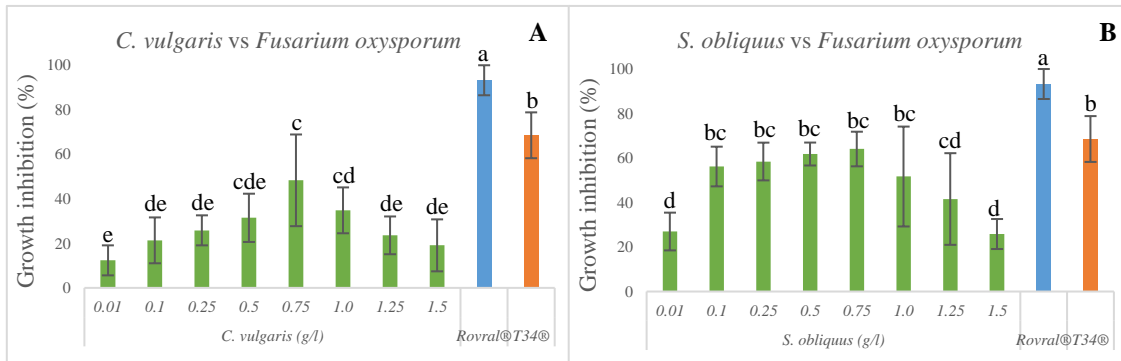 C. vulgaris vs Fusarium oxysporum
A
Growth inhibition (%)
100
80
60
40
20
0
e
de
de
cde
c
cd
de
de
a
b
0.01 0.1 0.25 0.5 0.75 1.0 1.25 1.5
C. vulgaris (g/l) Rovral® T34®
S. obliquus vs Fusarium oxysporum
B
Growth inhibition (%)
100
80
60
40
20
0
d
bc
bc
bc
bc
bc
cd
d
a
b
0.01 0.1 0.25 0.5 0.75 1.0 1.25 1.5
S. obliquus (g/l) Rovral® T34®